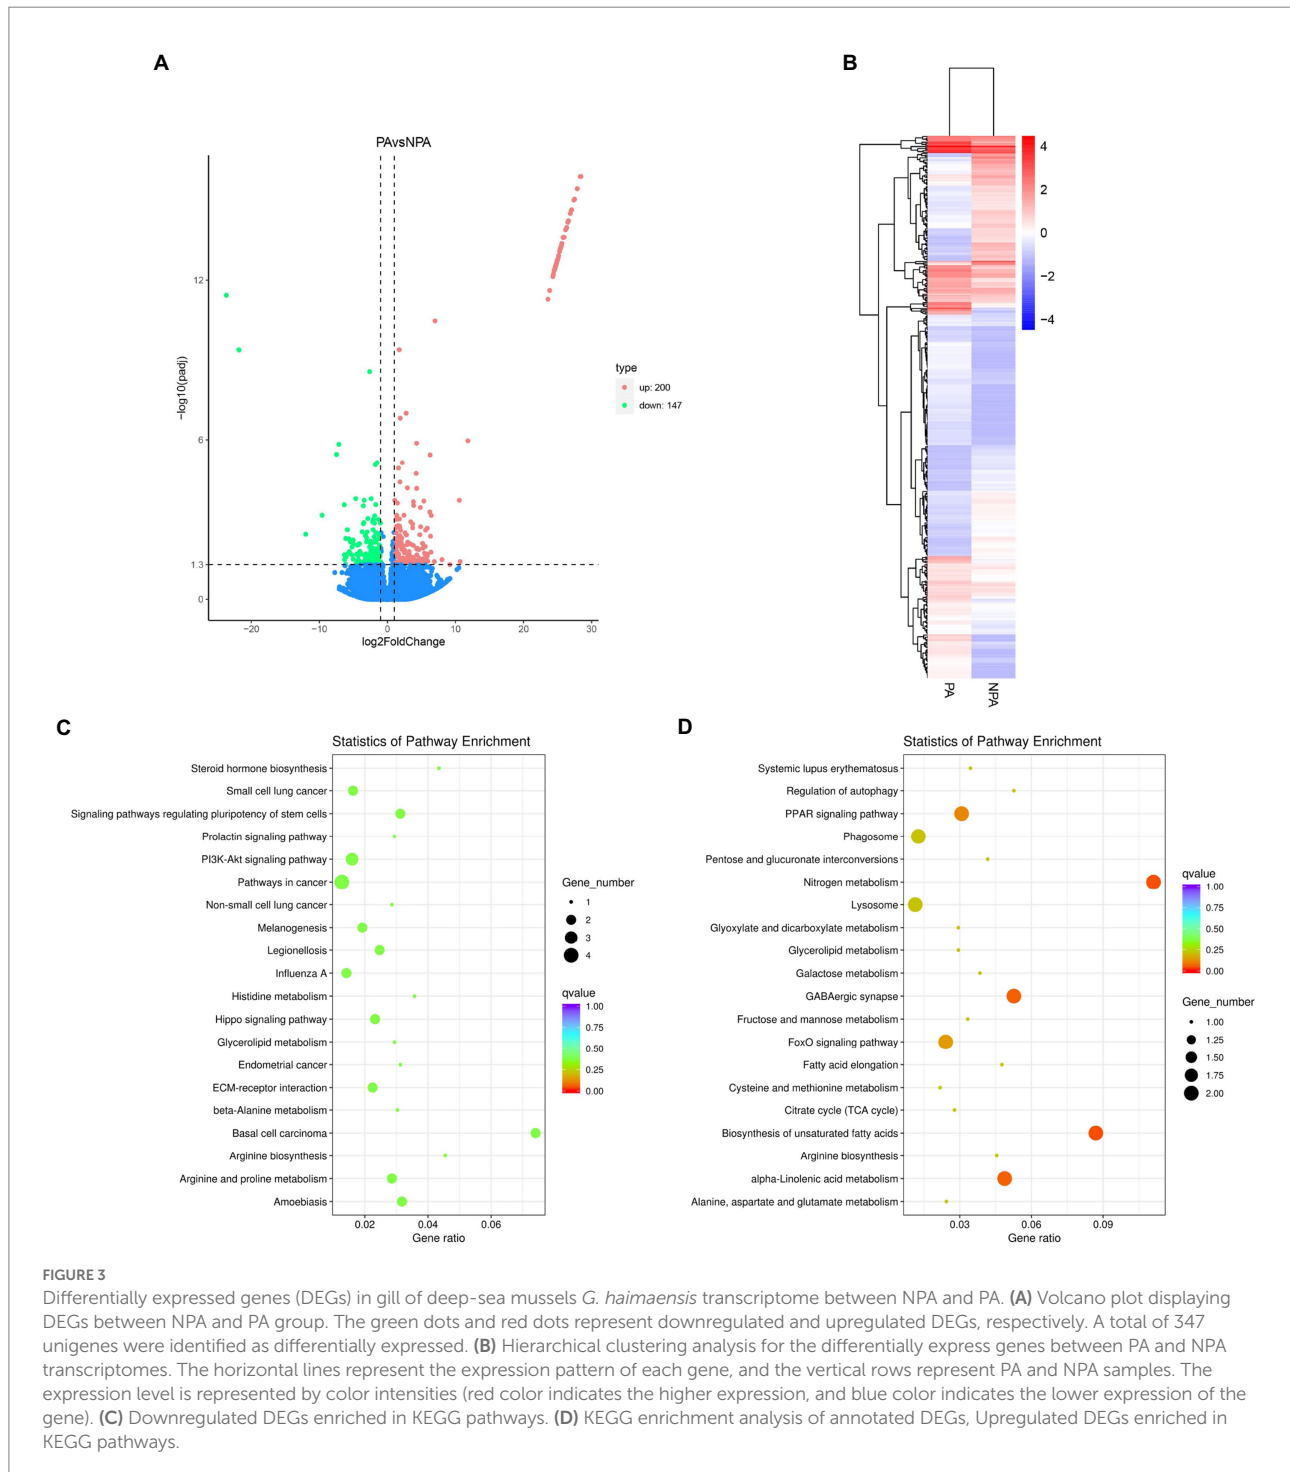 A
PAvsNPA
−log10(padj)
12
6
1.3
0
−20
−10
0
10
20
30
log2FoldChange
type
up: 200
down: 147
B
4
2
0
−2
−4
PA
NPA
C
Statistics of Pathway Enrichment
Steroid hormone biosynthesis
Small cell lung cancer
Signaling pathways regulating pluripotency of stem cells
Prolactin signaling pathway
PI3K-Akt signaling pathway
Pathways in cancer
Non-small cell lung cancer
Melanogenesis
Legionellosis
Influenza A
Histidine metabolism
Hippo signaling pathway
Glycerolipid metabolism
Endometrial cancer
ECM-receptor interaction
beta-Alanine metabolism
Basal cell carcinoma
Arginine biosynthesis
Arginine and proline metabolism
Amoebiasis
0.02
0.04
0.06
Gene ratio
Gene_number
1
2
3
4
qvalue
1.00
0.75
0.50
0.25
0.00
D
Statistics of Pathway Enrichment
Systemic lupus erythematosus
Regulation of autophagy
PPAR signaling pathway
Phagosome
Pentose and glucuronate interconversions
Nitrogen metabolism
Lysosome
Glyoxylate and dicarboxylate metabolism
Glycerolipid metabolism
Galactose metabolism
GABAergic synapse
Fructose and mannose metabolism
FoxO signaling pathway
Fatty acid elongation
Cysteine and methionine metabolism
Citrate cycle (TCA cycle)
Biosynthesis of unsaturated fatty acids
Arginine biosynthesis
alpha-Linolenic acid metabolism
Alanine, aspartate and glutamate metabolism
0.03
0.06
0.09
Gene ratio
qvalue
1.00
0.75
0.50
0.25
0.00
Gene_number
1.00
1.25
1.50
1.75
2.00
FIGURE 3
Differentially expressed genes (DEGs) in gill of deep-sea mussels G. haimaensis transcriptome between NPA and PA. (A) Volcano plot displaying
DEGs between NPA and PA group. The green dots and red dots represent downregulated and upregulated DEGs, respectively. A total of 347
unigenes were identified as differentially expressed. (B) Hierarchical clustering analysis for the differentially express genes between PA and NPA
transcriptomes. The horizontal lines represent the expression pattern of each gene, and the vertical rows represent PA and NPA samples. The
expression level is represented by color intensities (red color indicates the higher expression, and blue color indicates the lower expression of the
gene). (C) Downregulated DEGs enriched in KEGG pathways. (D) KEGG enrichment analysis of annotated DEGs, Upregulated DEGs enriched in
KEGG pathways.